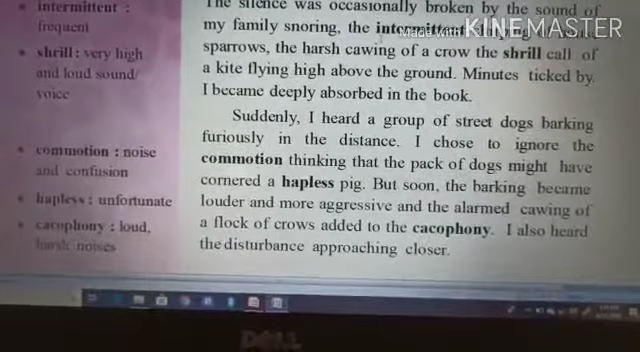 intermittent :
frequent
shrill : very high
and loud sound/
voice
commotion : noise
and confusion
hapless : unfortunate
cacophony : loud,
harsh noises
The silence was occasionally broken by the sound of
my family snoring, the intermittent
sparrows, the harsh cawing of a crow the shrill call of
a kite flying high above the ground. Minutes ticked by.
I became deeply absorbed in the book.
Suddenly, I heard a group of street dogs barking
furiously in the distance. I chose to ignore the
commotion thinking that the pack of dogs might have
cornered a hapless pig. But soon, the barking became
louder and more aggressive and the alarmed cawing of
a flock of crows added to the cacophony. I also heard
the disturbance approaching closer.
Made with KINEMASTER
DELL